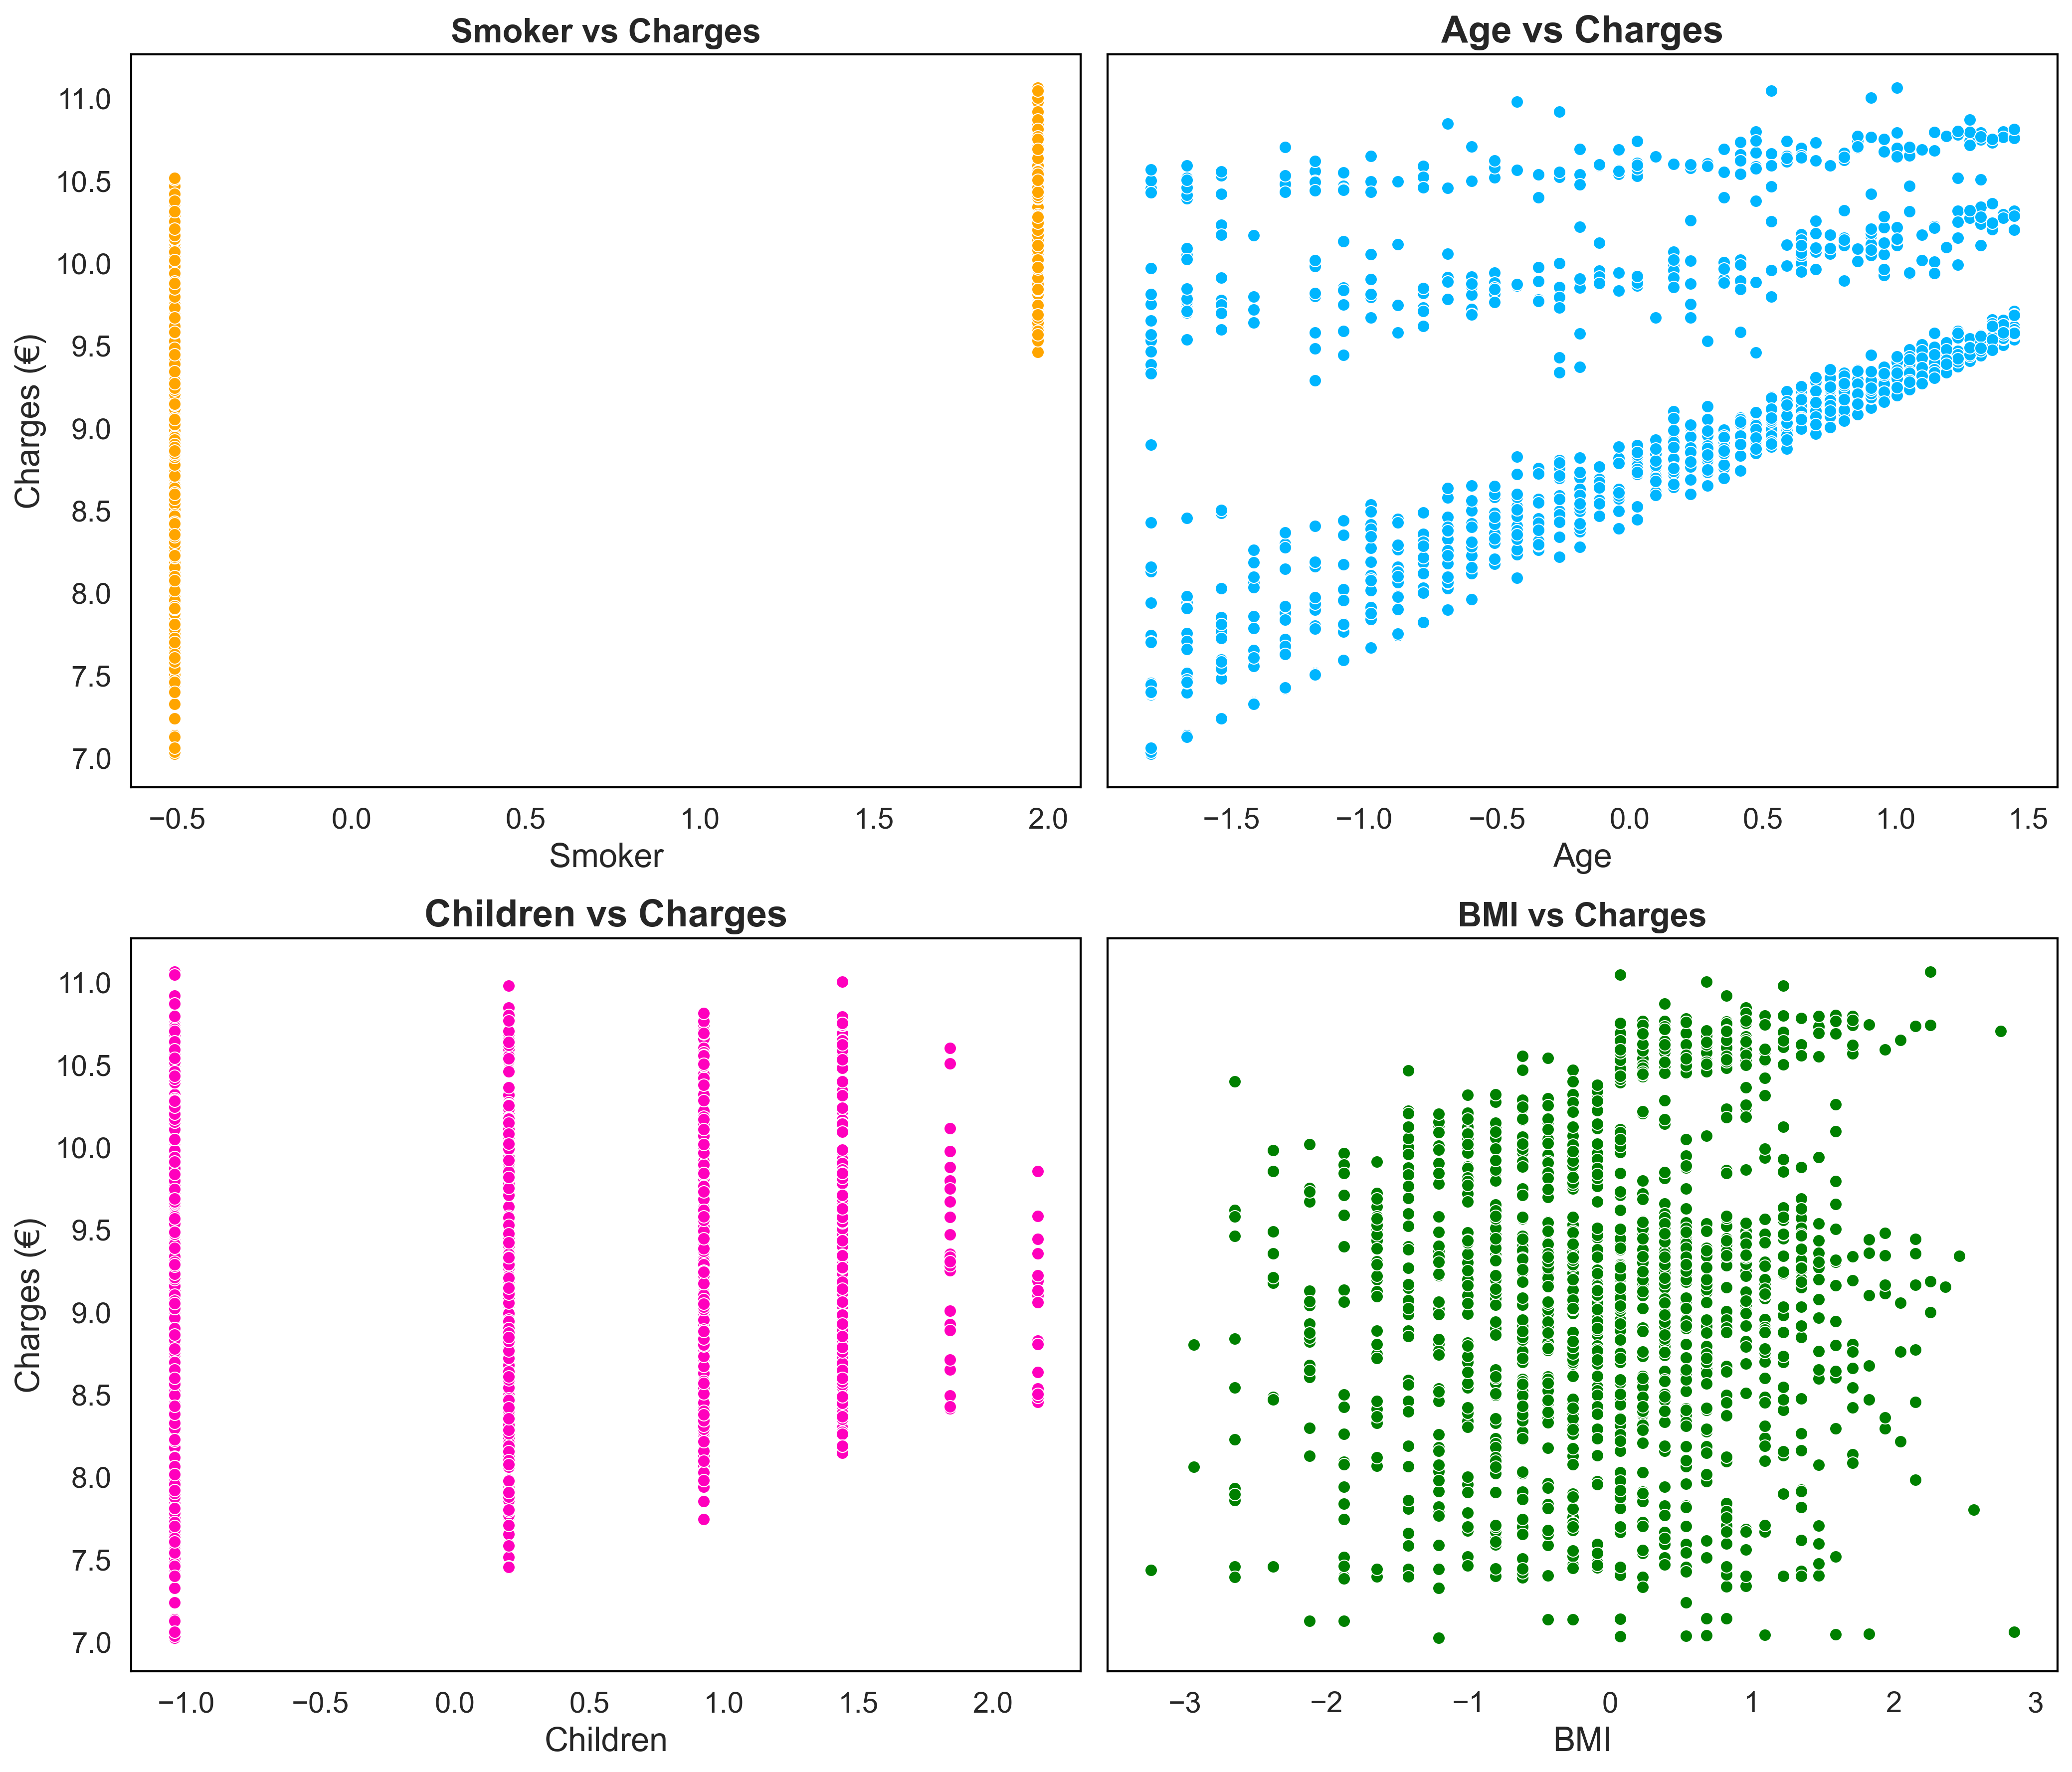 Smoker vs Charges
Age vs Charges
Charges (€)
11.0
10.5
10.0
9.5
9.0
8.5
8.0
7.5
7.0
−0.5 0.0 0.5 1.0 1.5 2.0
Smoker
−1.5 −1.0 −0.5 0.0 0.5 1.0 1.5
Age
Children vs Charges
BMI vs Charges
Charges (€)
11.0
10.5
10.0
9.5
9.0
8.5
8.0
7.5
7.0
−1.0 −0.5 0.0 0.5 1.0 1.5 2.0
Children
−3 −2 −1 0 1 2 3
BMI